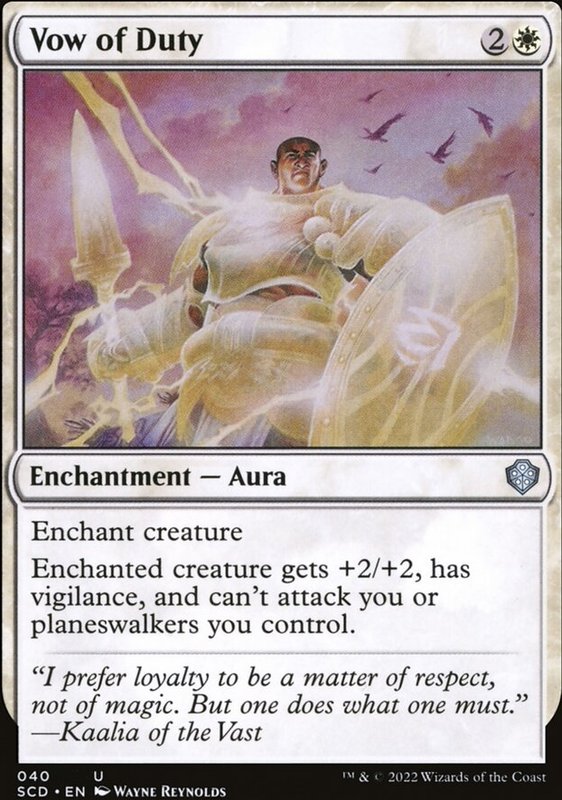 Vow of Duty 2
Enchantment — Aura
Enchant creature
Enchanted creature gets +2/+2, has
vigilance, and can't attack you or
planeswalkers you control.
“I prefer loyalty to be a matter of respect,
not of magic. But one does what one must.”
—Kaalia of the Vast
040 U
SCD • EN WAYNE REYNOLDS
™ & © 2022 Wizards of the Coast